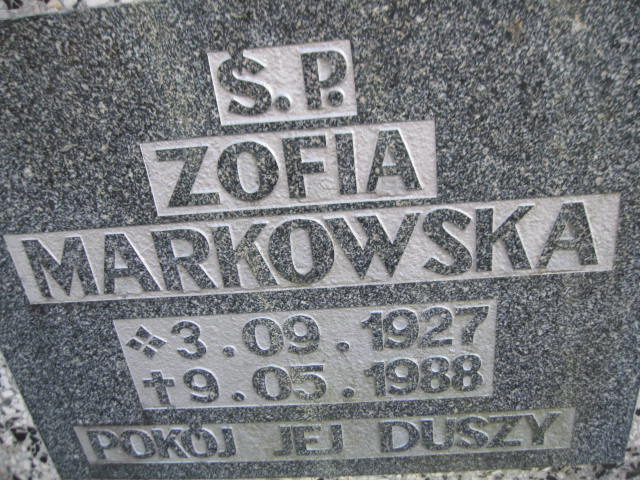 Ś.P.
ZOFIA
MARKOWSKA
❖3.09.1927
†9.05.1988
POKÓJ JEJ DUSZY